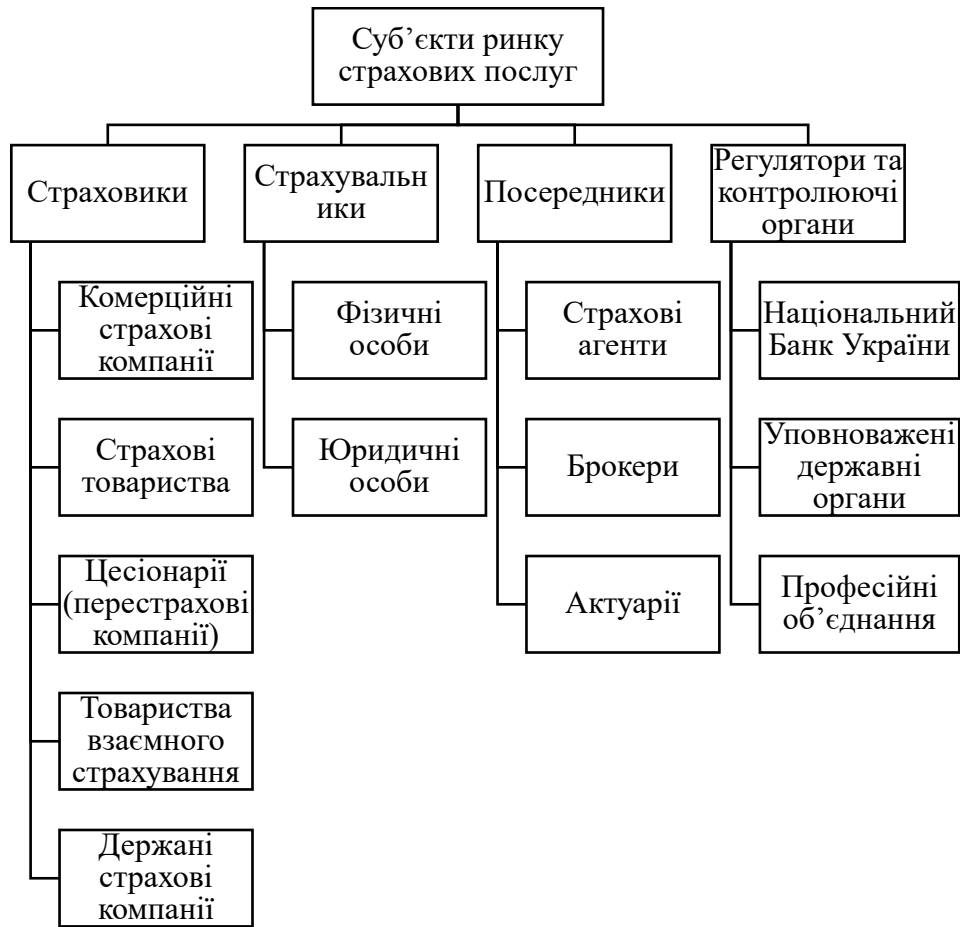 Суб’єкти ринку
страхових послуг
Страховики
Страхувальн
ики
Посередники
Регулятори та
контролюючі
органи
Комерційні
страхові
компанії
Страхові
товариства
Цесіонарії
(перестрахові
компанії)
Товариства
взаємного
страхування
Держані
страхові
компанії
Фізичні
особи
Юридичні
особи
Страхові
агенти
Брокери
Актуарії
Національний
Банк України
Уповноважені
державні
органи
Професійні
об’єднання